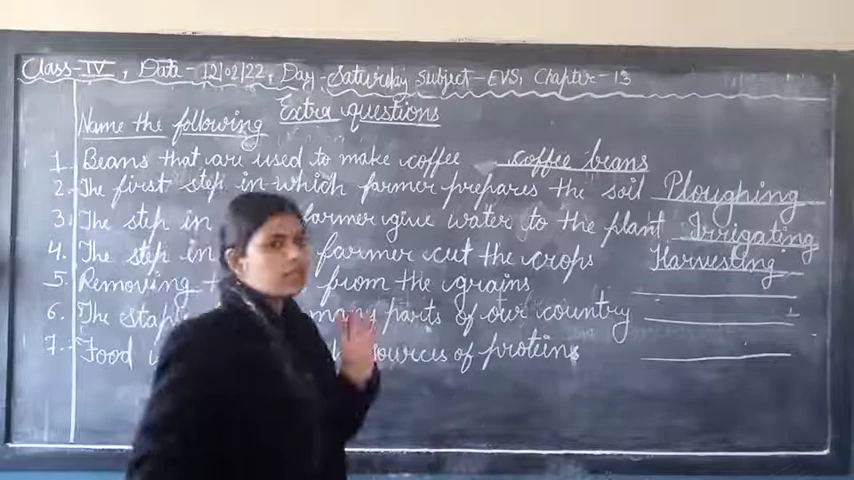 Class-IV, Date-12/02/22, Day-Saturday Subject-EVS, Chapter-13
Extra questions
Name the following
1. Beans that are used to make coffee coffee beans
2. The first step in which farmer prepares the soil Ploughing
3. The step in farmer give water to the plant Irrigating
4. The step in farmer cut the crops Harvesting
5. Removing from the grains
6. The many parts of our country
7. Food sources of proteins